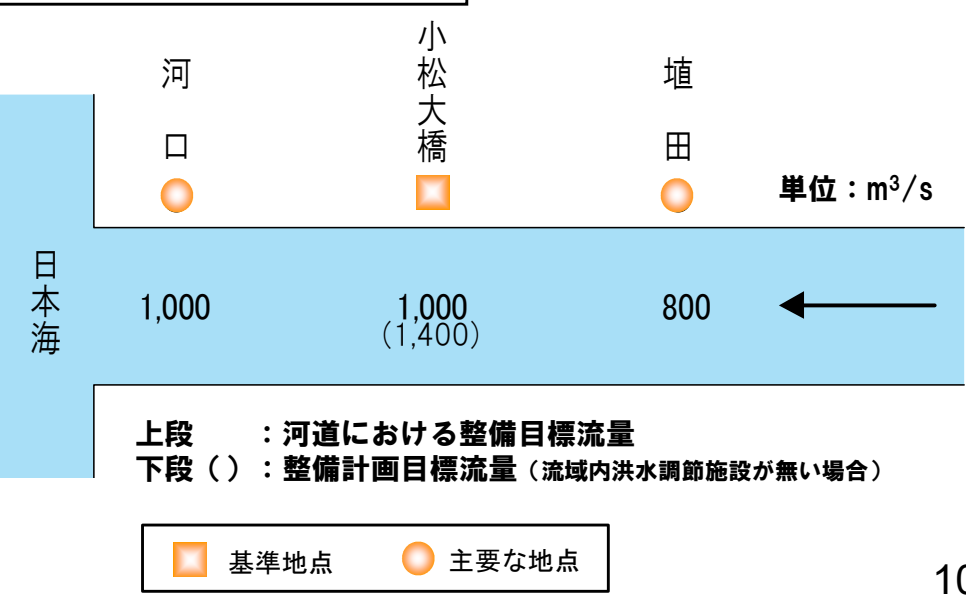 河口
小松大橋
埴田
単位：m³/s
日本海
1,000
1,000
(1,400)
800
上段　　：河道における整備目標流量
下段（）：整備計画目標流量（流域内洪水調節施設が無い場合）
基準地点
主要な地点
10